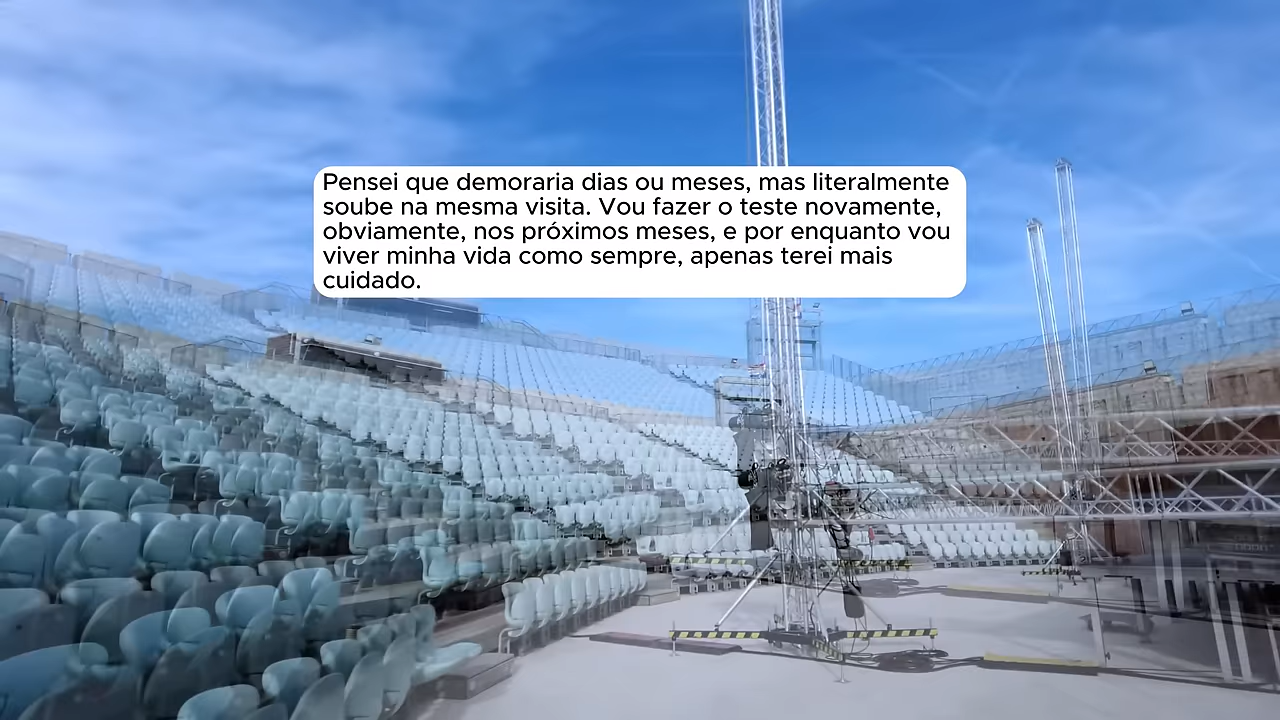 Pensei que demoraria dias ou meses, mas literalmente
soube na mesma visita. Vou fazer o teste novamente,
obviamente, nos próximos meses, e por enquanto vou
viver minha vida como sempre, apenas terei mais
cuidado.